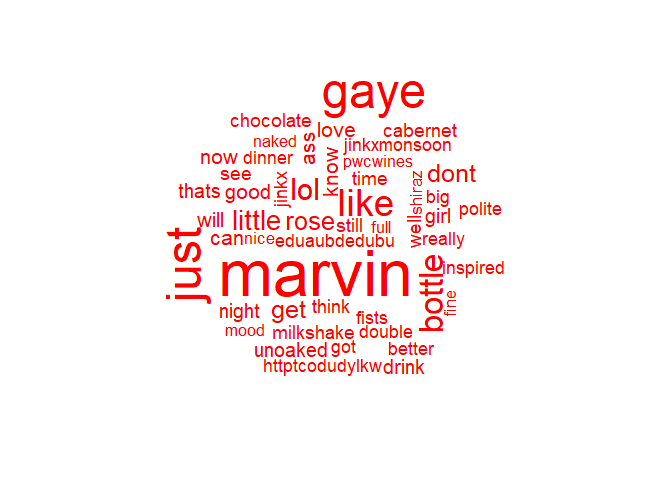 gaye
chocolate
love
cabernet
naked
ass
jinkxmonsoon
now
dinner
know
pwcwines
see
time
dont
thats
good
jinkx
lol
like
shiraz
big
polite
will
little
rose
still
full
girl
can
nice
eduaubdedubu
well
really
just
marvin
bottle
inspired
fine
night
get
think
fists
mood
milkshake
double
unoaked
got
better
httptcodudylkw
drink